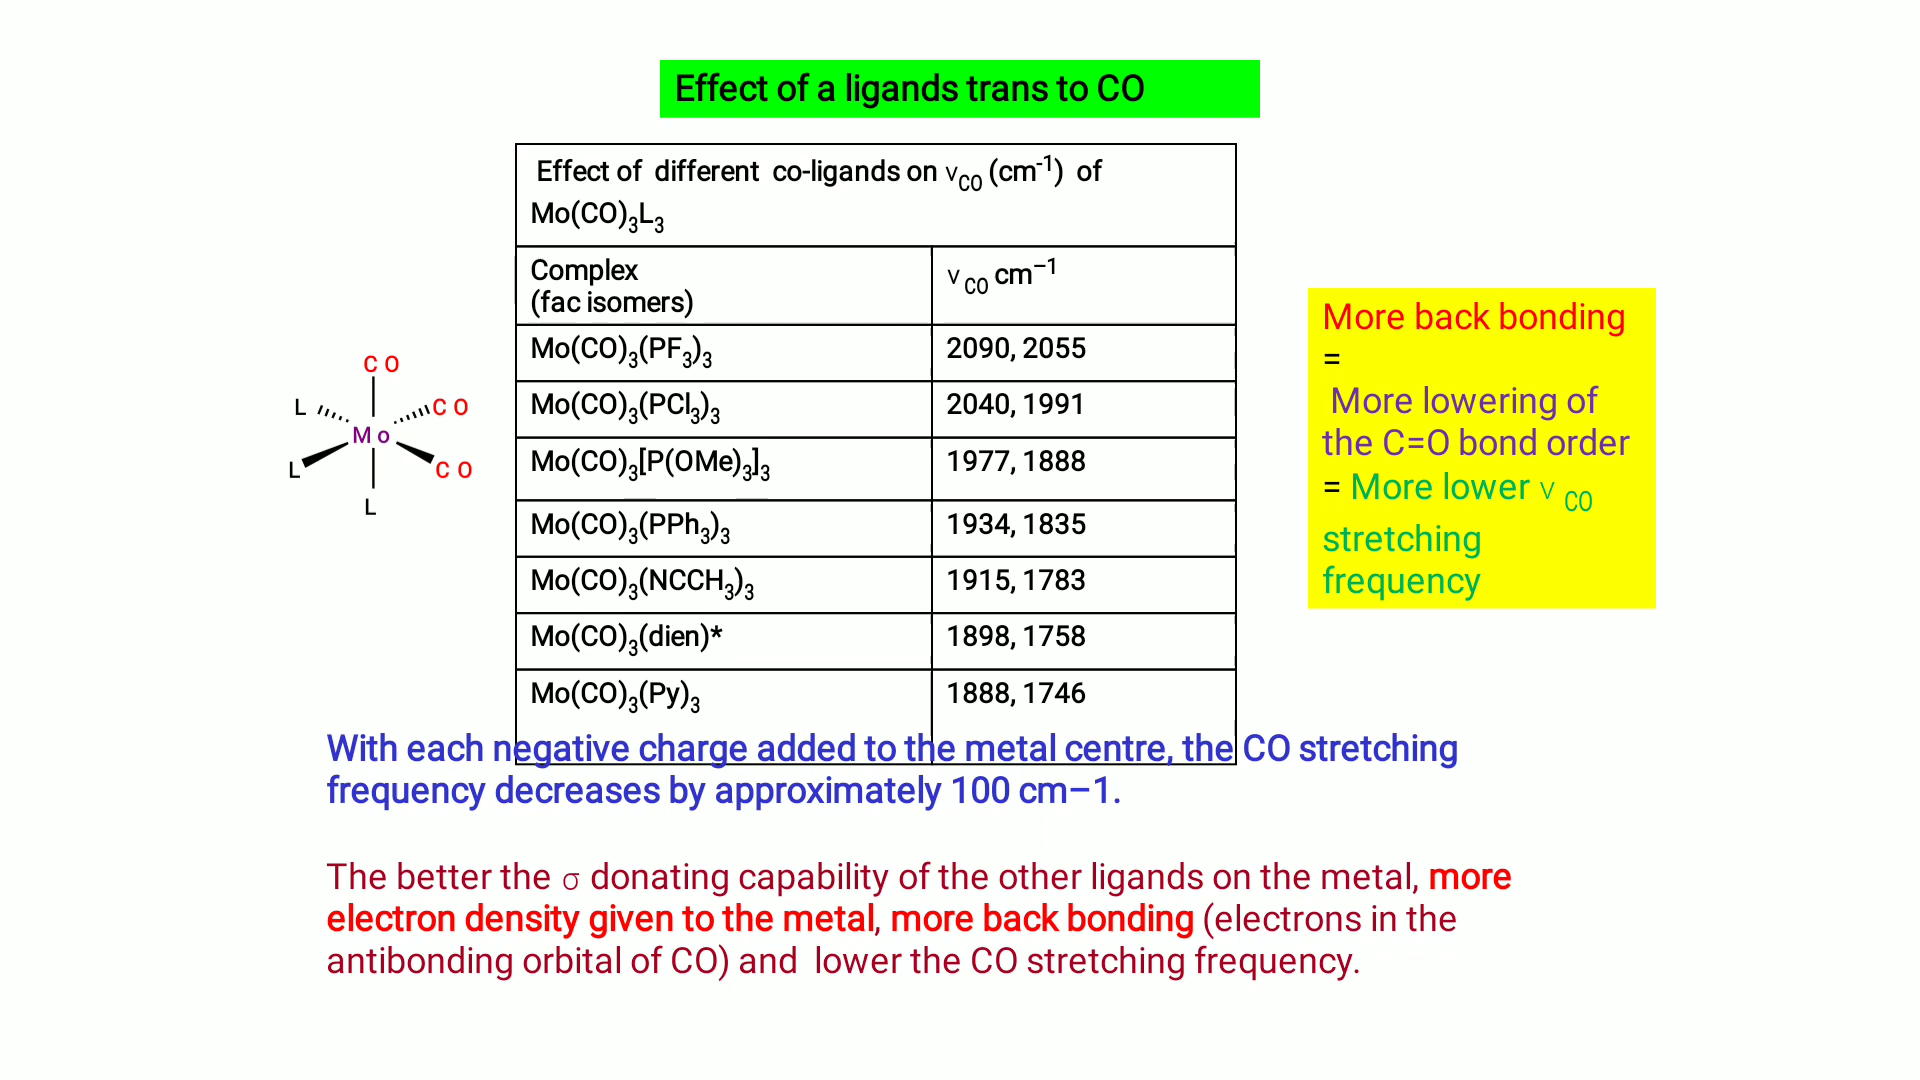 Effect of a ligands trans to CO
Effect of different co-ligands on νCO (cm-1) of
Mo(CO)3L3
Complex
(fac isomers)
ν CO cm–1
Mo(CO)3(PF3)3 2090, 2055
Mo(CO)3(PCl3)3 2040, 1991
Mo(CO)3[P(OMe)3]3 1977, 1888
Mo(CO)3(PPh3)3 1934, 1835
Mo(CO)3(NCCH3)3 1915, 1783
Mo(CO)3(dien)* 1898, 1758
Mo(CO)3(Py)3 1888, 1746
CO
L CO
Mo
L CO
L
More back bonding
=
More lowering of
the C=O bond order
= More lower ν CO
stretching
frequency
With each negative charge added to the metal centre, the CO stretching
frequency decreases by approximately 100 cm–1.
The better the σ donating capability of the other ligands on the metal, more
electron density given to the metal, more back bonding (electrons in the
antibonding orbital of CO) and lower the CO stretching frequency.